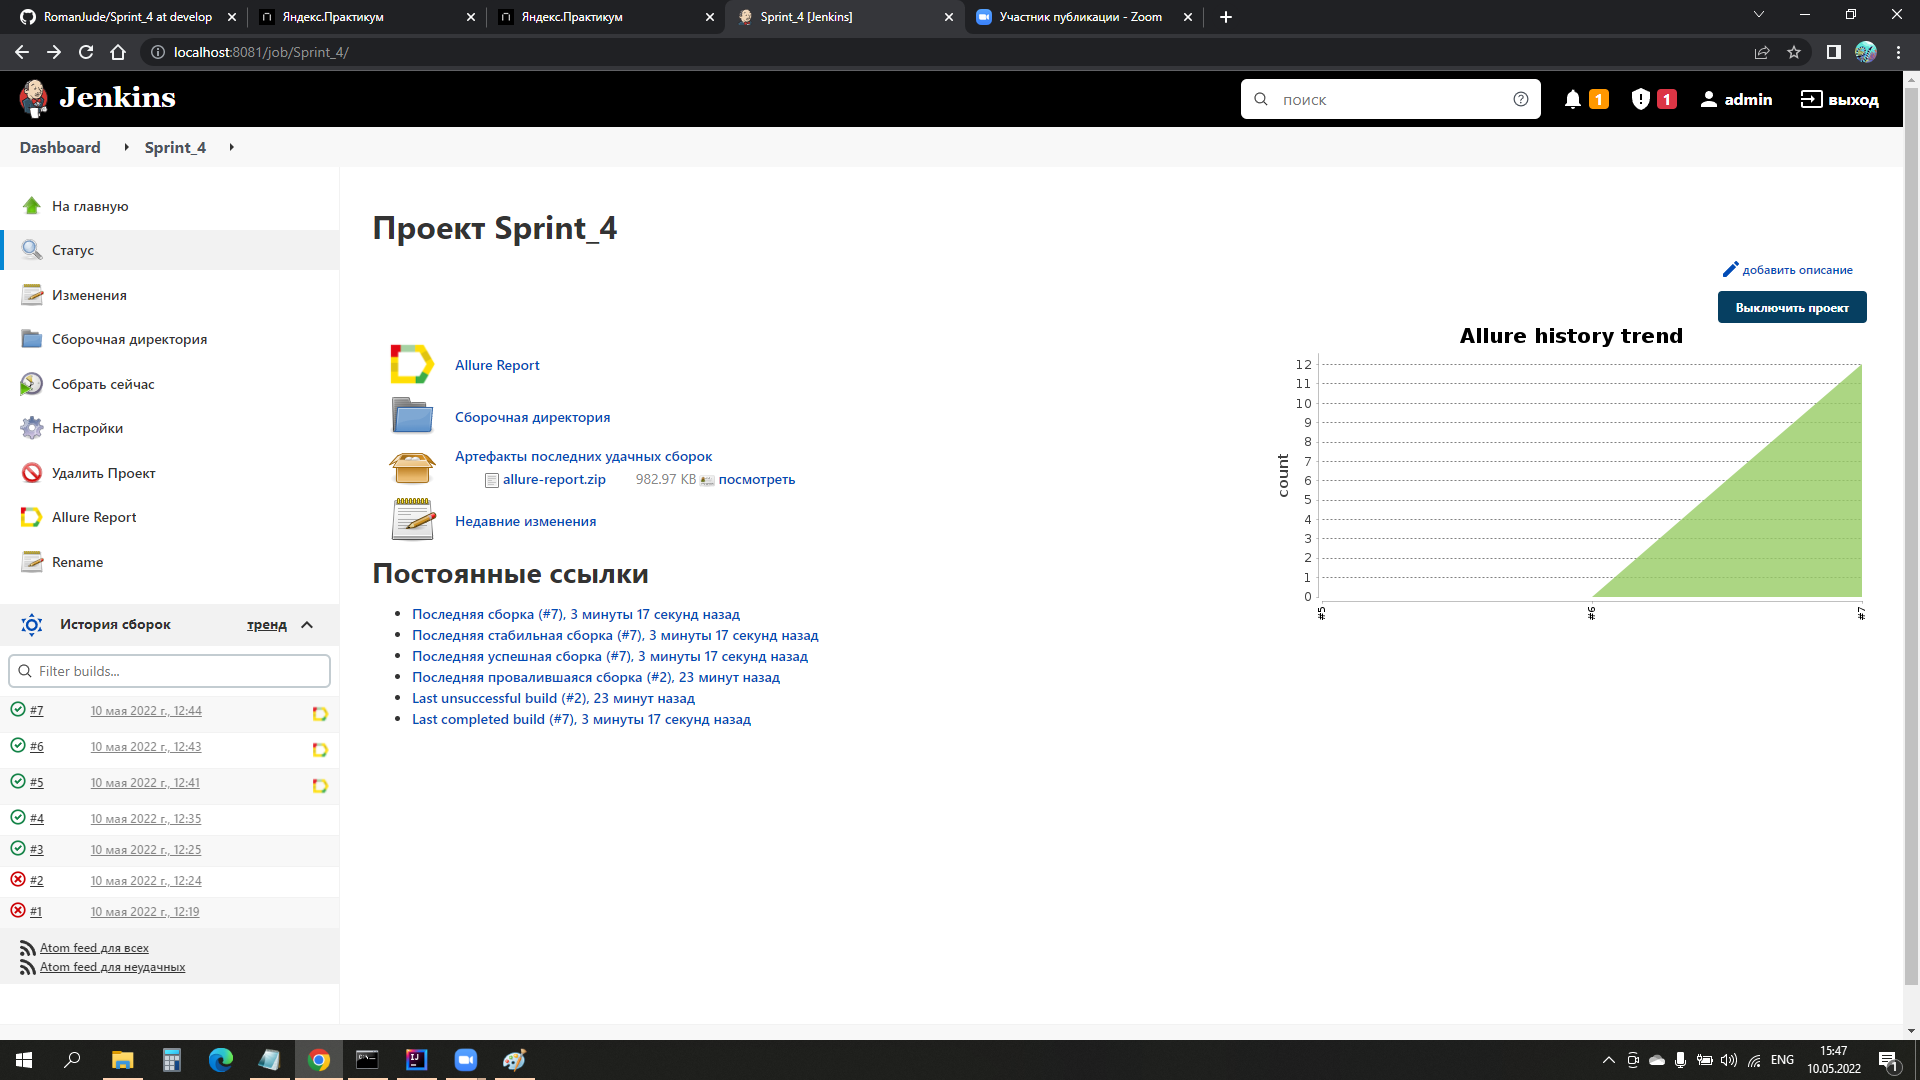 RomanJude/Sprint_4 at develop
Яндекс.Практикум
Яндекс.Практикум
Sprint_4 [Jenkins]
Участник публикации - Zoom
localhost:8081/job/Sprint_4/
Jenkins
поиск
1
1
admin
выход
Dashboard
Sprint_4
На главную
Статус
Изменения
Сборочная директория
Собрать сейчас
Настройки
Удалить Проект
Allure Report
Rename
История сборок
тренд
Filter builds...
#7 10 мая 2022 г., 12:44
#6 10 мая 2022 г., 12:43
#5 10 мая 2022 г., 12:41
#4 10 мая 2022 г., 12:35
#3 10 мая 2022 г., 12:25
#2 10 мая 2022 г., 12:24
#1 10 мая 2022 г., 12:19
Atom feed для всех
Atom feed для неудачных
Проект Sprint_4
добавить описание
Выключить проект
Allure Report
Сборочная директория
Артефакты последних удачных сборок
allure-report.zip 982.97 KB посмотреть
Недавние изменения
Постоянные ссылки
Последняя сборка (#7), 3 минуты 17 секунд назад
Последняя стабильная сборка (#7), 3 минуты 17 секунд назад
Последняя успешная сборка (#7), 3 минуты 17 секунд назад
Последняя провалившаяся сборка (#2), 23 минут назад
Last unsuccessful build (#2), 23 минут назад
Last completed build (#7), 3 минуты 17 секунд назад
Allure history trend
count
12
11
10
9
8
7
6
5
4
3
2
1
0
#5
#6
#7
ENG
15:47
10.05.2022
1